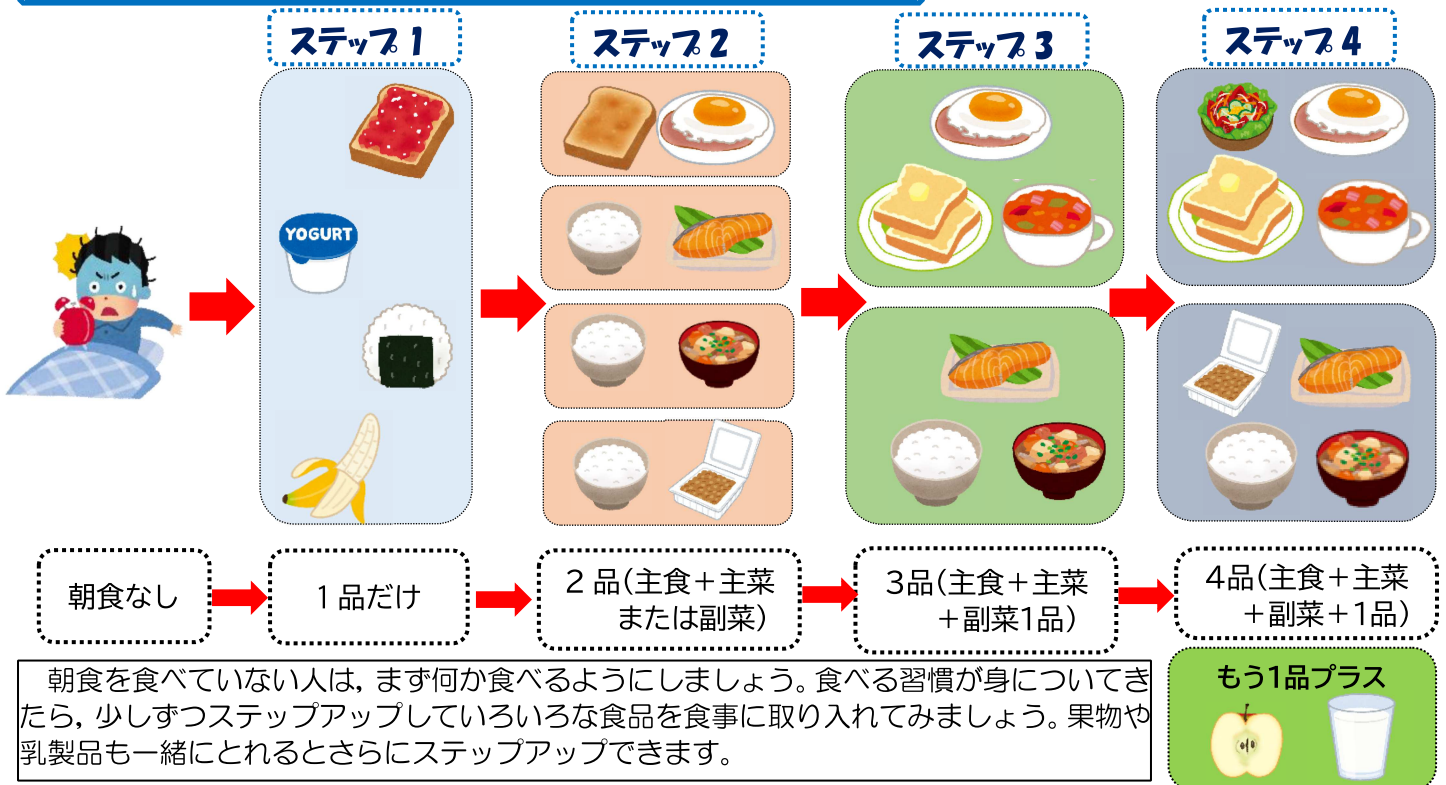 ステップ1
ステップ2
ステップ3
ステップ4
YOGURT
朝食なし
1品だけ
2品(主食+主菜
または副菜)
3品(主食+主菜
+副菜1品)
4品(主食+主菜
+副菜+1品)
朝食を食べていない人は,まず何か食べるようにしましょう。食べる習慣が身についてき
たら,少しずつステップアップしていろいろな食品を食事に取り入れてみましょう。果物や
乳製品も一緒にとれるとさらにステップアップできます。
もう1品プラス